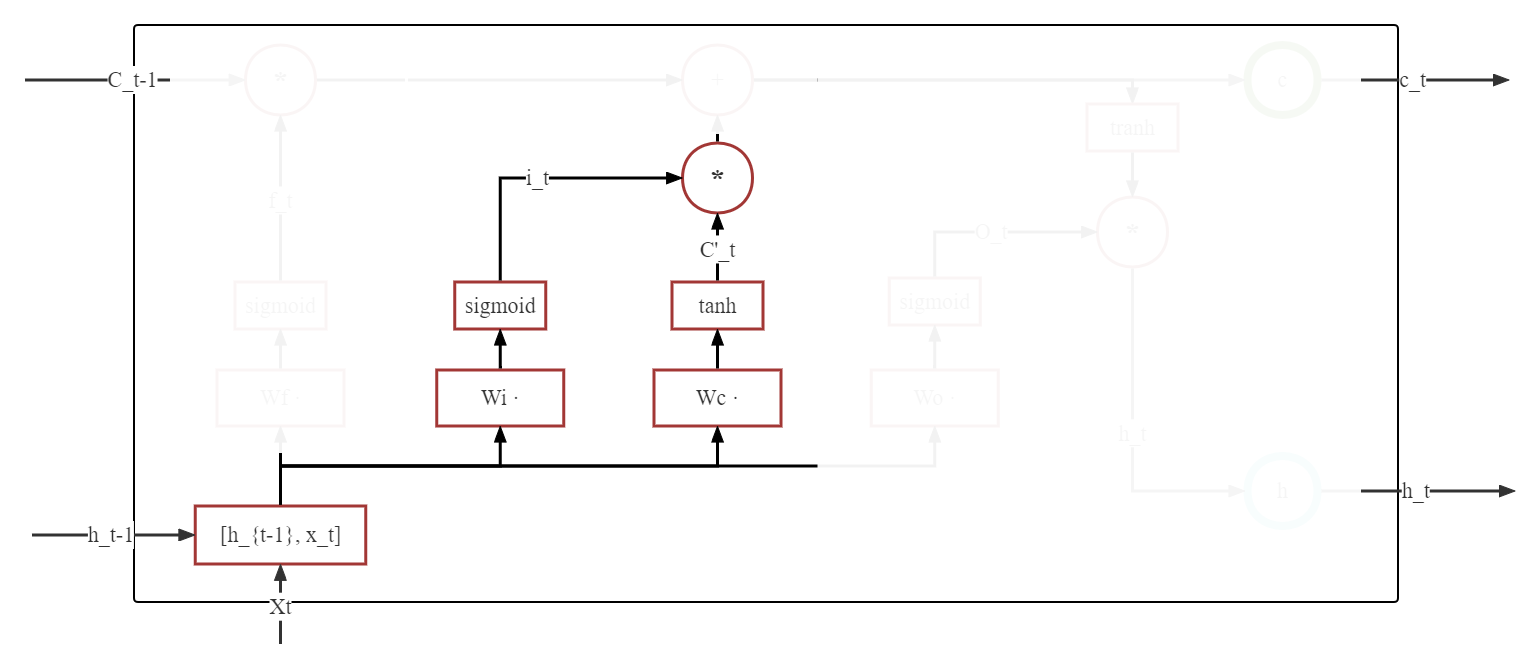 C_t-1
*
+
c
c_t
tranh
*
i_t
f_t
O_t
*
C'_t
sigmoid
sigmoid
tanh
sigmoid
Wf ·
Wi ·
Wc ·
Wo ·
h_t
h
h_t
h_t-1
[h_{t-1}, x_t]
Xt